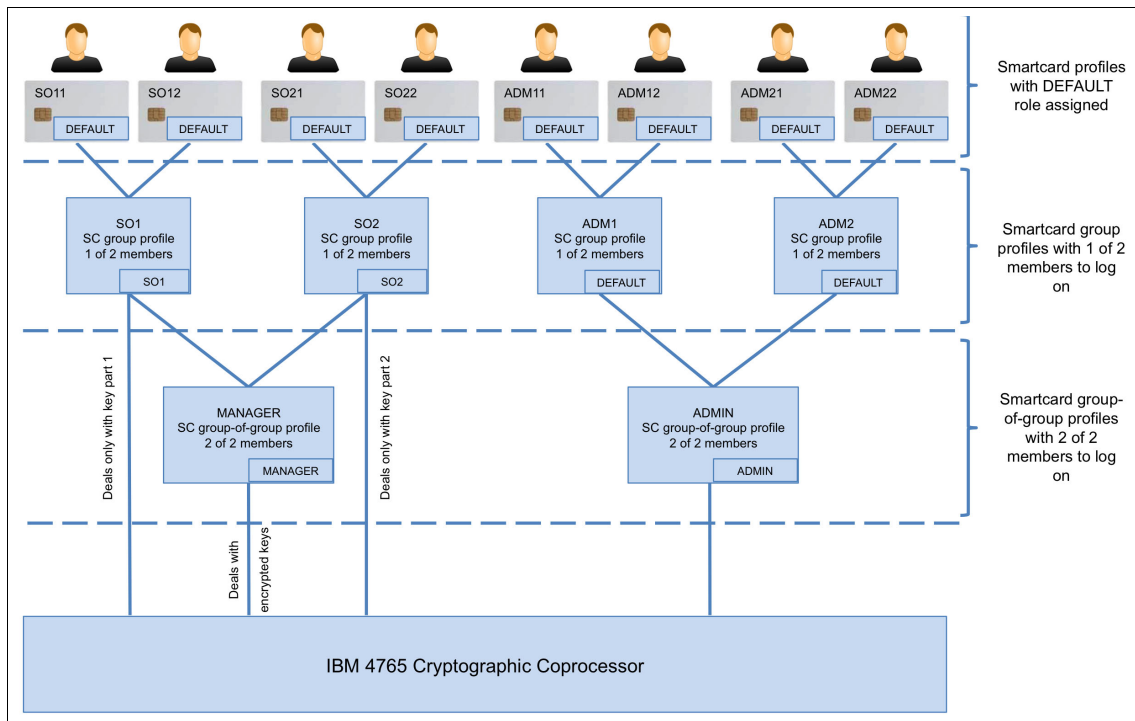 SO11
SO12
SO21
SO22
ADM11
ADM12
ADM21
ADM22
DEFAULT
DEFAULT
DEFAULT
DEFAULT
DEFAULT
DEFAULT
DEFAULT
DEFAULT
Smartcard profiles
with DEFAULT
role assigned
SO1
SC group profile
1 of 2 members
SO1
SO2
SC group profile
1 of 2 members
SO2
ADM1
SC group profile
1 of 2 members
DEFAULT
ADM2
SC group profile
1 of 2 members
DEFAULT
Smartcard group
profiles with 1 of 2
members to log
on
Deals only with key part 1
MANAGER
SC group-of-group profile
2 of 2 members
MANAGER
Deals only with key part 2
ADMIN
SC group-of-group profile
2 of 2 members
ADMIN
Smartcard group-
of-group profiles
with 2 of 2
members to log
on
Deals with
encrypted keys
IBM 4765 Cryptographic Coprocessor